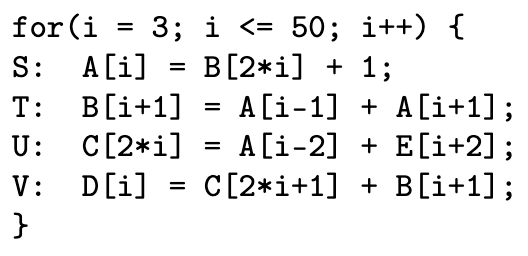 for(i = 3; i <= 50; i++) {
S:  A[i] = B[2*i] + 1;
T:  B[i+1] = A[i-1] + A[i+1];
U:  C[2*i] = A[i-2] + E[i+2];
V:  D[i] = C[2*i+1] + B[i+1];
}